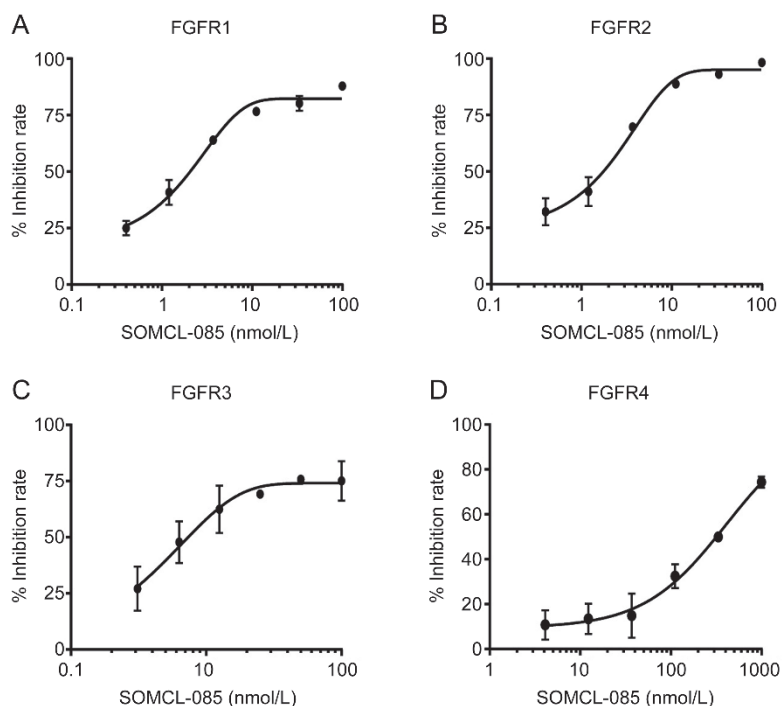 A
FGFR1
100
75
50
25
0
% Inhibition rate
0.1
1
10
100
SOMCL-085 (nmol/L)
B
FGFR2
100
75
50
25
0
% Inhibition rate
0.1
1
10
100
SOMCL-085 (nmol/L)
C
FGFR3
100
75
50
25
0
% Inhibition rate
0.1
10
100
SOMCL-085 (nmol/L)
D
FGFR4
100
80
60
40
20
0
% Inhibition rate
1
10
100
1000
SOMCL-085 (nmol/L)